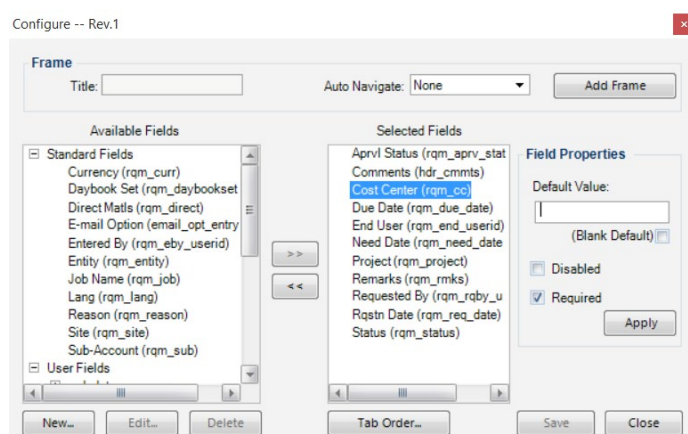 Configure -- Rev.1
Frame
Title:
Auto Navigate: None
Add Frame
Available Fields
Standard Fields
Currency (rqm_curr)
Daybook Set (rqm_daybookset
Direct Matls (rqm_direct)
E-mail Option (email_opt_entry
Entered By (rqm_eby_userid)
Entity (rqm_entity)
Job Name (rqm_job)
Lang (rqm_lang)
Reason (rqm_reason)
Site (rqm_site)
Sub-Account (rqm_sub)
User Fields
>>
<<
Selected Fields
Aprvl Status (rqm_aprv_stat
Comments (hdr_cmmts)
Cost Center (rqm_cc)
Due Date (rqm_due_date)
End User (rqm_end_userid)
Need Date (rqm_need_date
Project (rqm_project)
Remarks (rqm_rmks)
Requested By (rqm_rqby_u
Rqstn Date (rqm_req_date)
Status (rqm_status)
Field Properties
Default Value:
(Blank Default)
Disabled
Required
Apply
New...
Edit...
Delete
Tab Order...
Save
Close